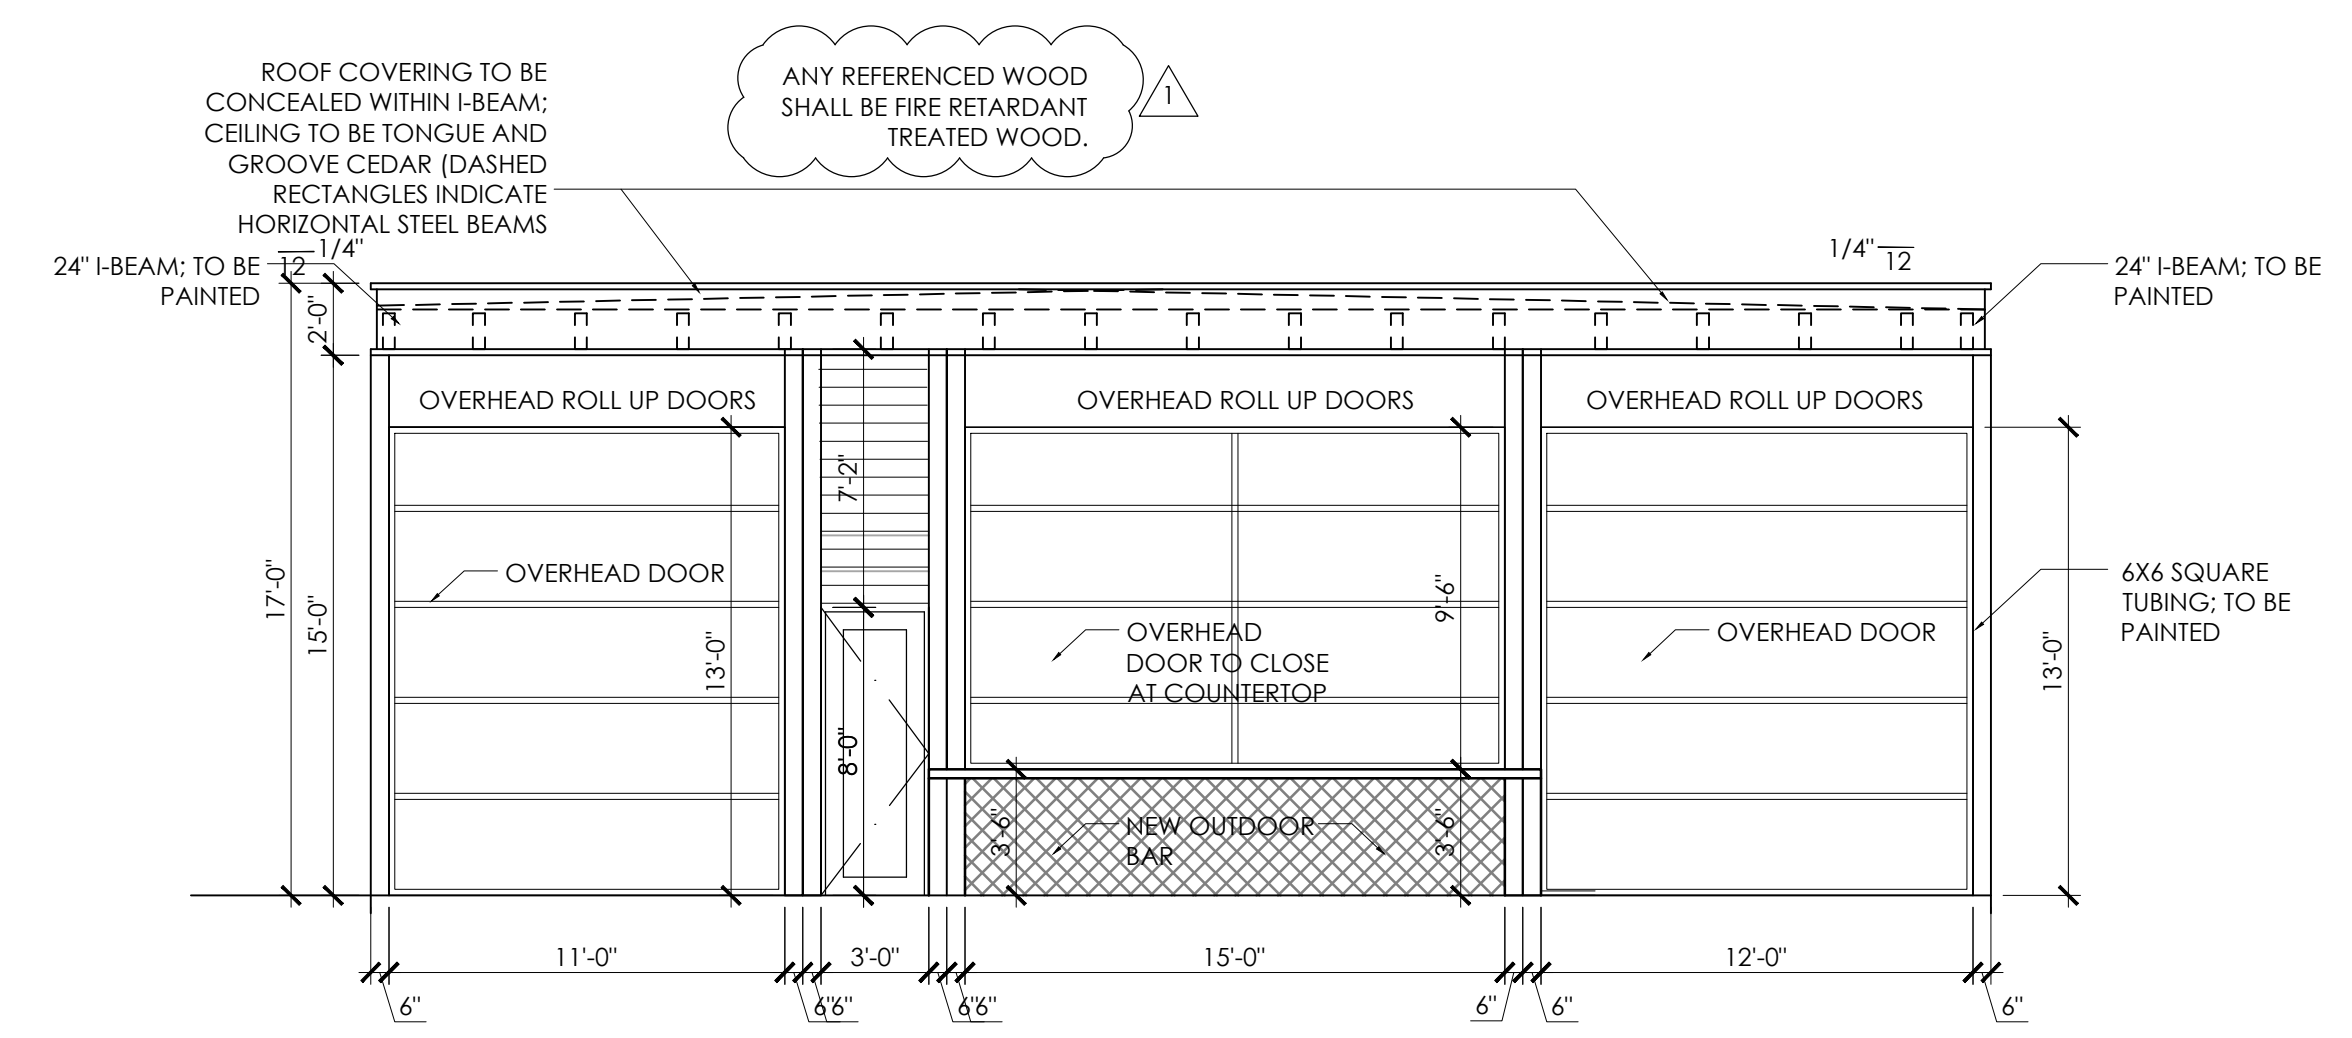 ROOF COVERING TO BE
CONCEALED WITHIN I-BEAM;
CEILING TO BE TONGUE AND
GROOVE CEDAR (DASHED
RECTANGLES INDICATE
HORIZONTAL STEEL BEAMS
ANY REFERENCED WOOD
SHALL BE FIRE RETARDANT
TREATED WOOD.
1
1/4"
12
24" I-BEAM; TO BE
PAINTED
1/4"
12
24" I-BEAM; TO BE
PAINTED
2'-0"
OVERHEAD ROLL UP DOORS
OVERHEAD ROLL UP DOORS
OVERHEAD ROLL UP DOORS
7'-2"
17'-0"
15'-0"
OVERHEAD DOOR
13'-0"
8'-0"
9'-6"
OVERHEAD
DOOR TO CLOSE
AT COUNTERTOP
OVERHEAD DOOR
6X6 SQUARE
TUBING; TO BE
PAINTED
13'-0"
3'-6"
NEW OUTDOOR
BAR
3'-6"
11'-0"
3'-0"
15'-0"
12'-0"
6"
6"
6"
6"
6"
6"
6"
6"